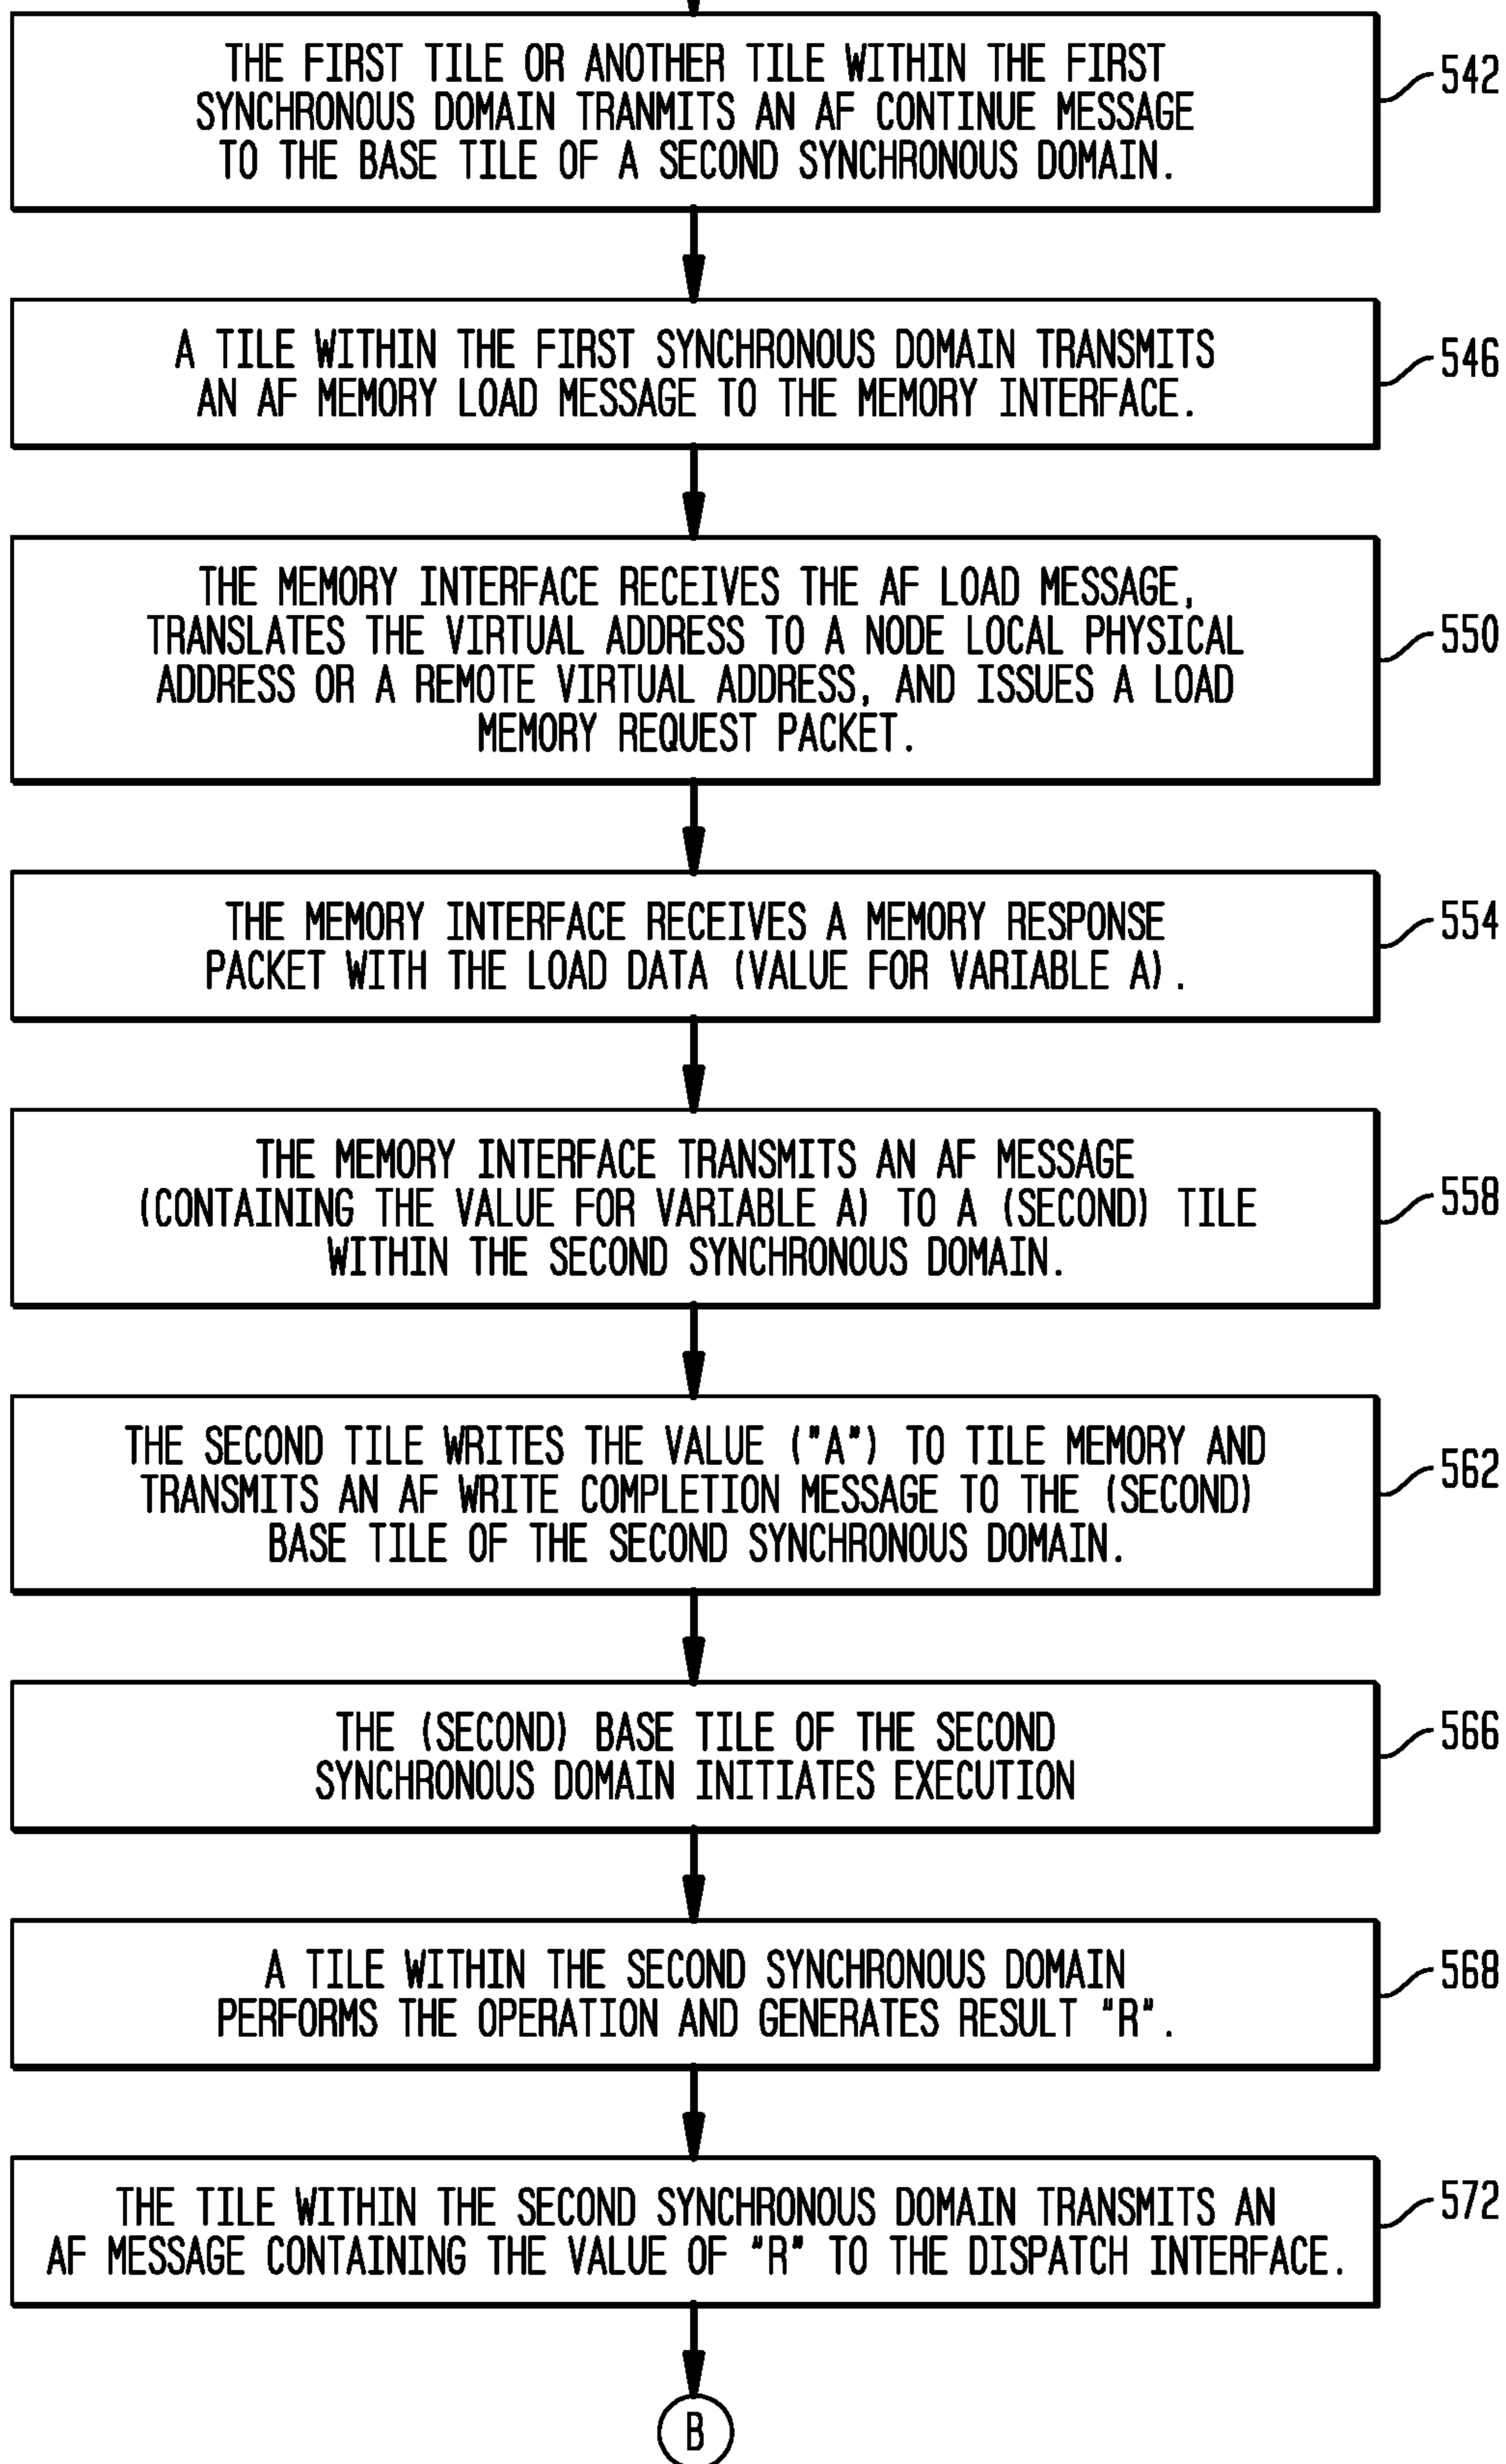 THE FIRST TILE OR ANOTHER TILE WITHIN THE FIRST
SYNCHRONOUS DOMAIN TRANMITS AN AF CONTINUE MESSAGE
TO THE BASE TILE OF A SECOND SYNCHRONOUS DOMAIN.
542
A TILE WITHIN THE FIRST SYNCHRONOUS DOMAIN TRANSMITS
AN AF MEMORY LOAD MESSAGE TO THE MEMORY INTERFACE.
546
THE MEMORY INTERFACE RECEIVES THE AF LOAD MESSAGE,
TRANSLATES THE VIRTUAL ADDRESS TO A NODE LOCAL PHYSICAL
ADDRESS OR A REMOTE VIRTUAL ADDRESS, AND ISSUES A LOAD
MEMORY REQUEST PACKET.
550
THE MEMORY INTERFACE RECEIVES A MEMORY RESPONSE
PACKET WITH THE LOAD DATA (VALUE FOR VARIABLE A).
554
THE MEMORY INTERFACE TRANSMITS AN AF MESSAGE
(CONTAINING THE VALUE FOR VARIABLE A) TO A (SECOND) TILE
WITHIN THE SECOND SYNCHRONOUS DOMAIN.
558
THE SECOND TILE WRITES THE VALUE ("A") TO TILE MEMORY AND
TRANSMITS AN AF WRITE COMPLETION MESSAGE TO THE (SECOND)
BASE TILE OF THE SECOND SYNCHRONOUS DOMAIN.
562
THE (SECOND) BASE TILE OF THE SECOND
SYNCHRONOUS DOMAIN INITIATES EXECUTION
566
A TILE WITHIN THE SECOND SYNCHRONOUS DOMAIN
PERFORMS THE OPERATION AND GENERATES RESULT "R".
568
THE TILE WITHIN THE SECOND SYNCHRONOUS DOMAIN TRANSMITS AN
AF MESSAGE CONTAINING THE VALUE OF "R" TO THE DISPATCH INTERFACE.
572
B